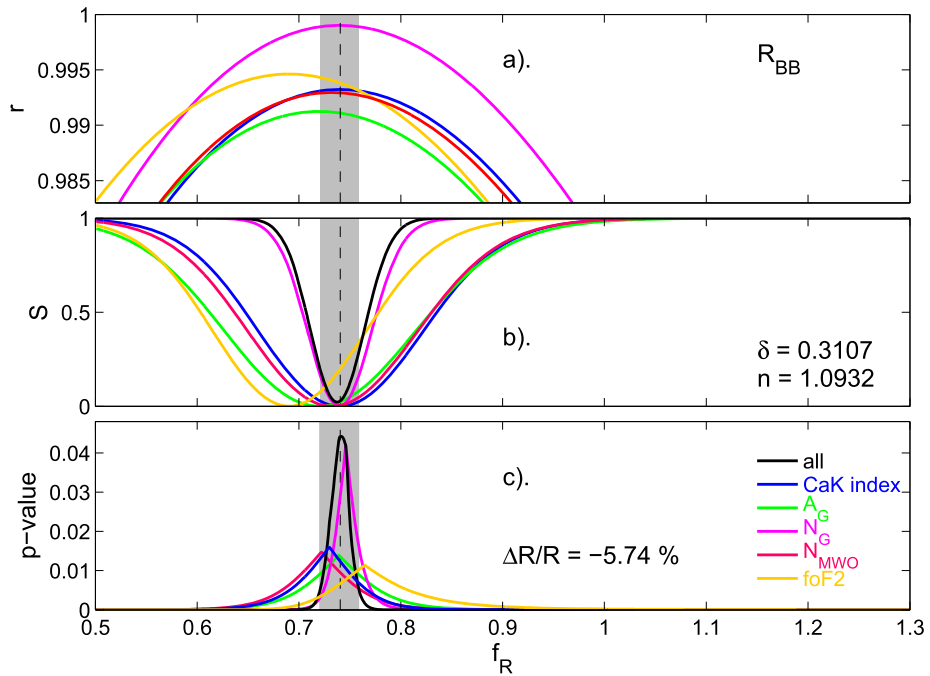 1
0.995
0.99
0.985
r
a).
R_BB
1
0.5
0
S
b).
δ = 0.3107
n = 1.0932
0.04
0.03
0.02
0.01
0
p−value
c).
ΔR/R = −5.74 %
all
CaK index
A_G
N_G
N_MWO
foF2
0.5 0.6 0.7 0.8 0.9 1 1.1 1.2 1.3
f_R